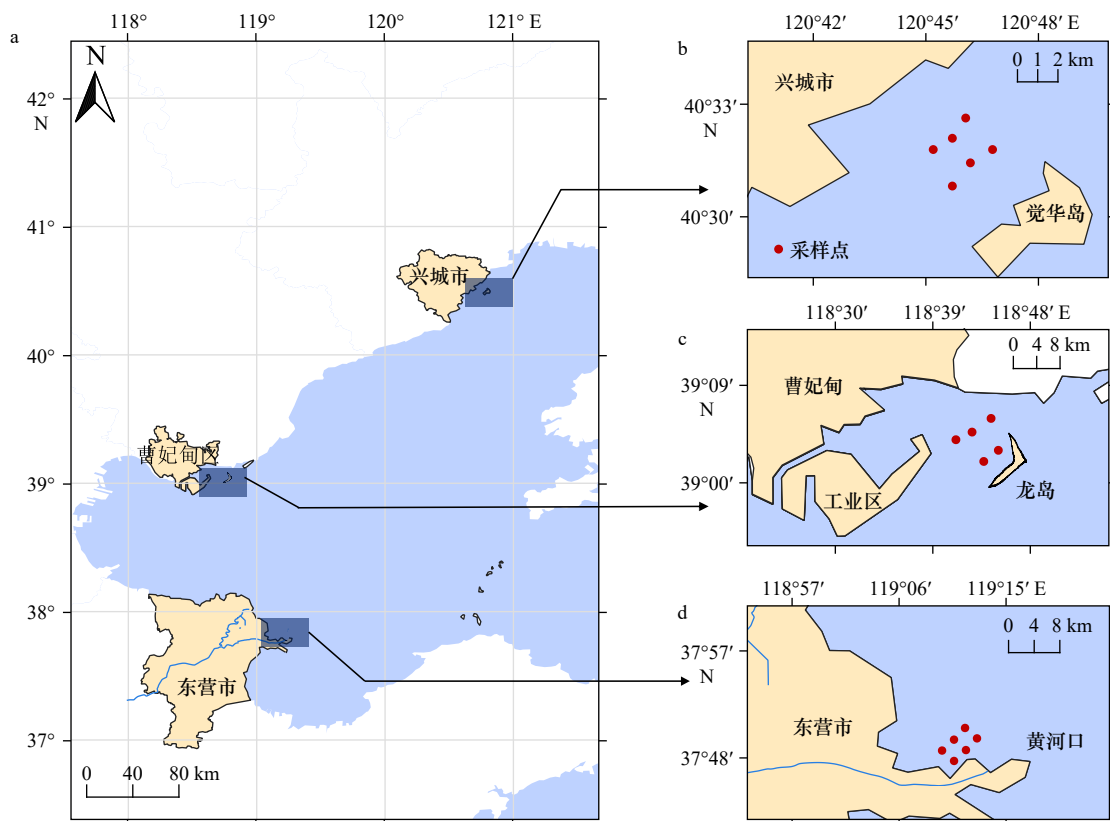 a
118°
119°
120°
121° E
N
42°
N
41°
40°
39°
38°
37°
兴城市
曹妃甸区
东营市
0 40 80 km
b
120°42′
120°45′
120°48′ E
40°33′
N
40°30′
兴城市
0 1 2 km
觉华岛
采样点
c
118°30′
118°39′
118°48′ E
39°09′
N
39°00′
曹妃甸
0 4 8 km
工业区
龙岛
d
118°57′
119°06′
119°15′ E
37°57′
N
37°48′
0 4 8 km
东营市
黄河口